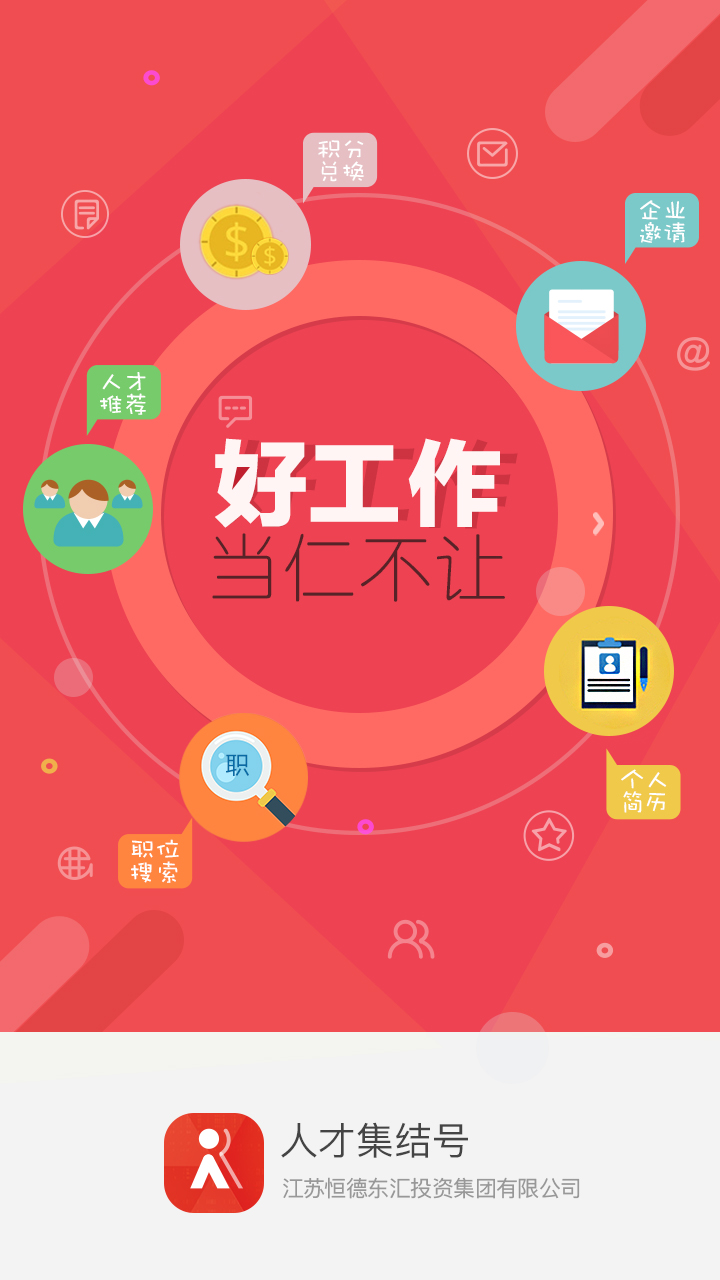 积分
兑换
企业
邀请
人才
推荐
好工作
当仁不让
职
个人
简历
职位
搜索
人才集结号
江苏恒德东汇投资集团有限公司